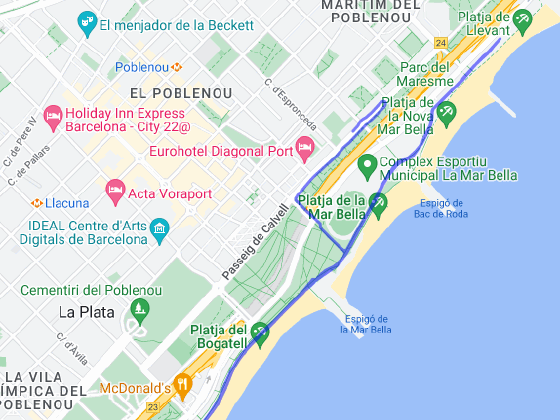 MARÍTIM DEL
POBLENOU
Platja de
Llevant
24
El menjador de la Beckett
Poblenou
Parc del
Maresme
EL POBLENOU
C. d'Espronceda
Platja de
la Nova
Mar Bella
Holiday Inn Express
Barcelona - City 22@
C/ de Pere IV
C. de Pallars
Eurohotel Diagonal Port
Complex Esportiu
Municipal La Mar Bella
Acta Voraport
Llacuna
Platja de la
Mar Bella
Espigó de
Bac de Roda
IDEAL Centre d'Arts
Digitals de Barcelona
Passeig de Calvell
Cementiri del Poblenou
La Plata
Espigó de
la Mar Bella
Platja del
Bogatell
C/ d'Àvila
LA VILA
ÍMPICA DEL
POBLENOU
McDonald's
23